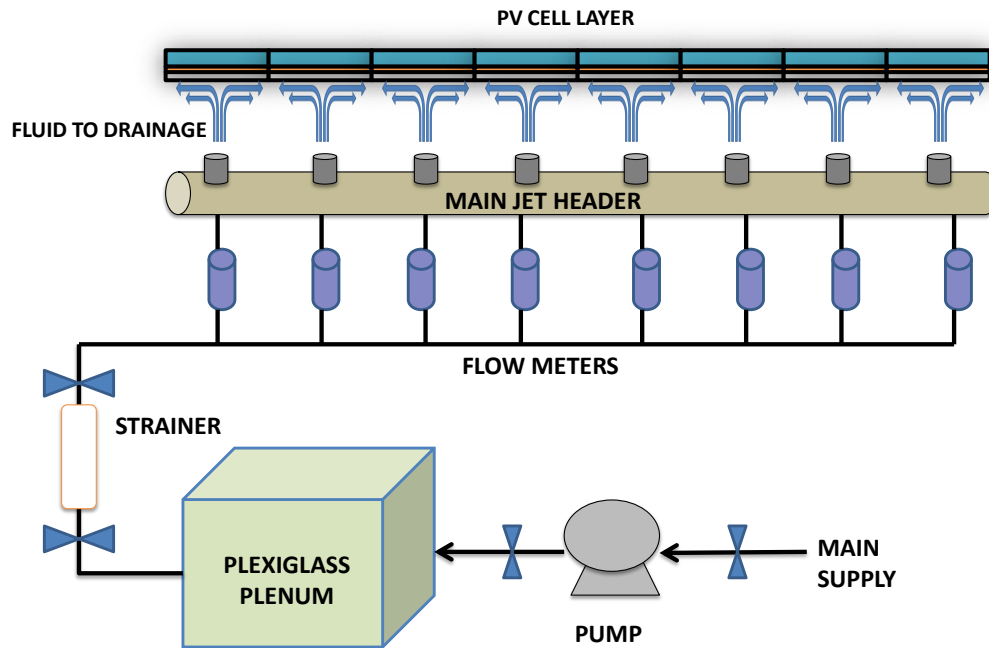 PV CELL LAYER
FLUID TO DRAINAGE
MAIN JET HEADER
FLOW METERS
STRAINER
PLEXIGLASS
PLENUM
MAIN
SUPPLY
PUMP